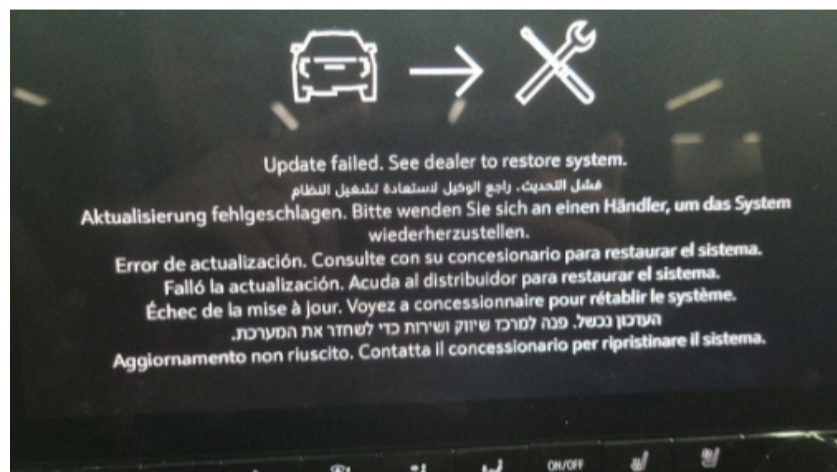 Update failed. See dealer to restore system.
فشل التحديث. راجع الوكيل لاستعادة تشغيل النظام
Aktualisierung fehlgeschlagen. Bitte wenden Sie sich an einen Händler, um das System
wiederherzustellen.
Error de actualización. Consulte con su concesionario para restaurar el sistema.
Falló la actualización. Acuda al distribuidor para restaurar el sistema.
Échec de la mise à jour. Voyez a concessionnaire pour rétablir le système.
העדכון נכשל. פנה למרכז שיווק ושירות כדי לשחזר את המערכת.
Aggiornamento non riuscito. Contatta il concessionario per ripristinare il sistema.
ON/OFF